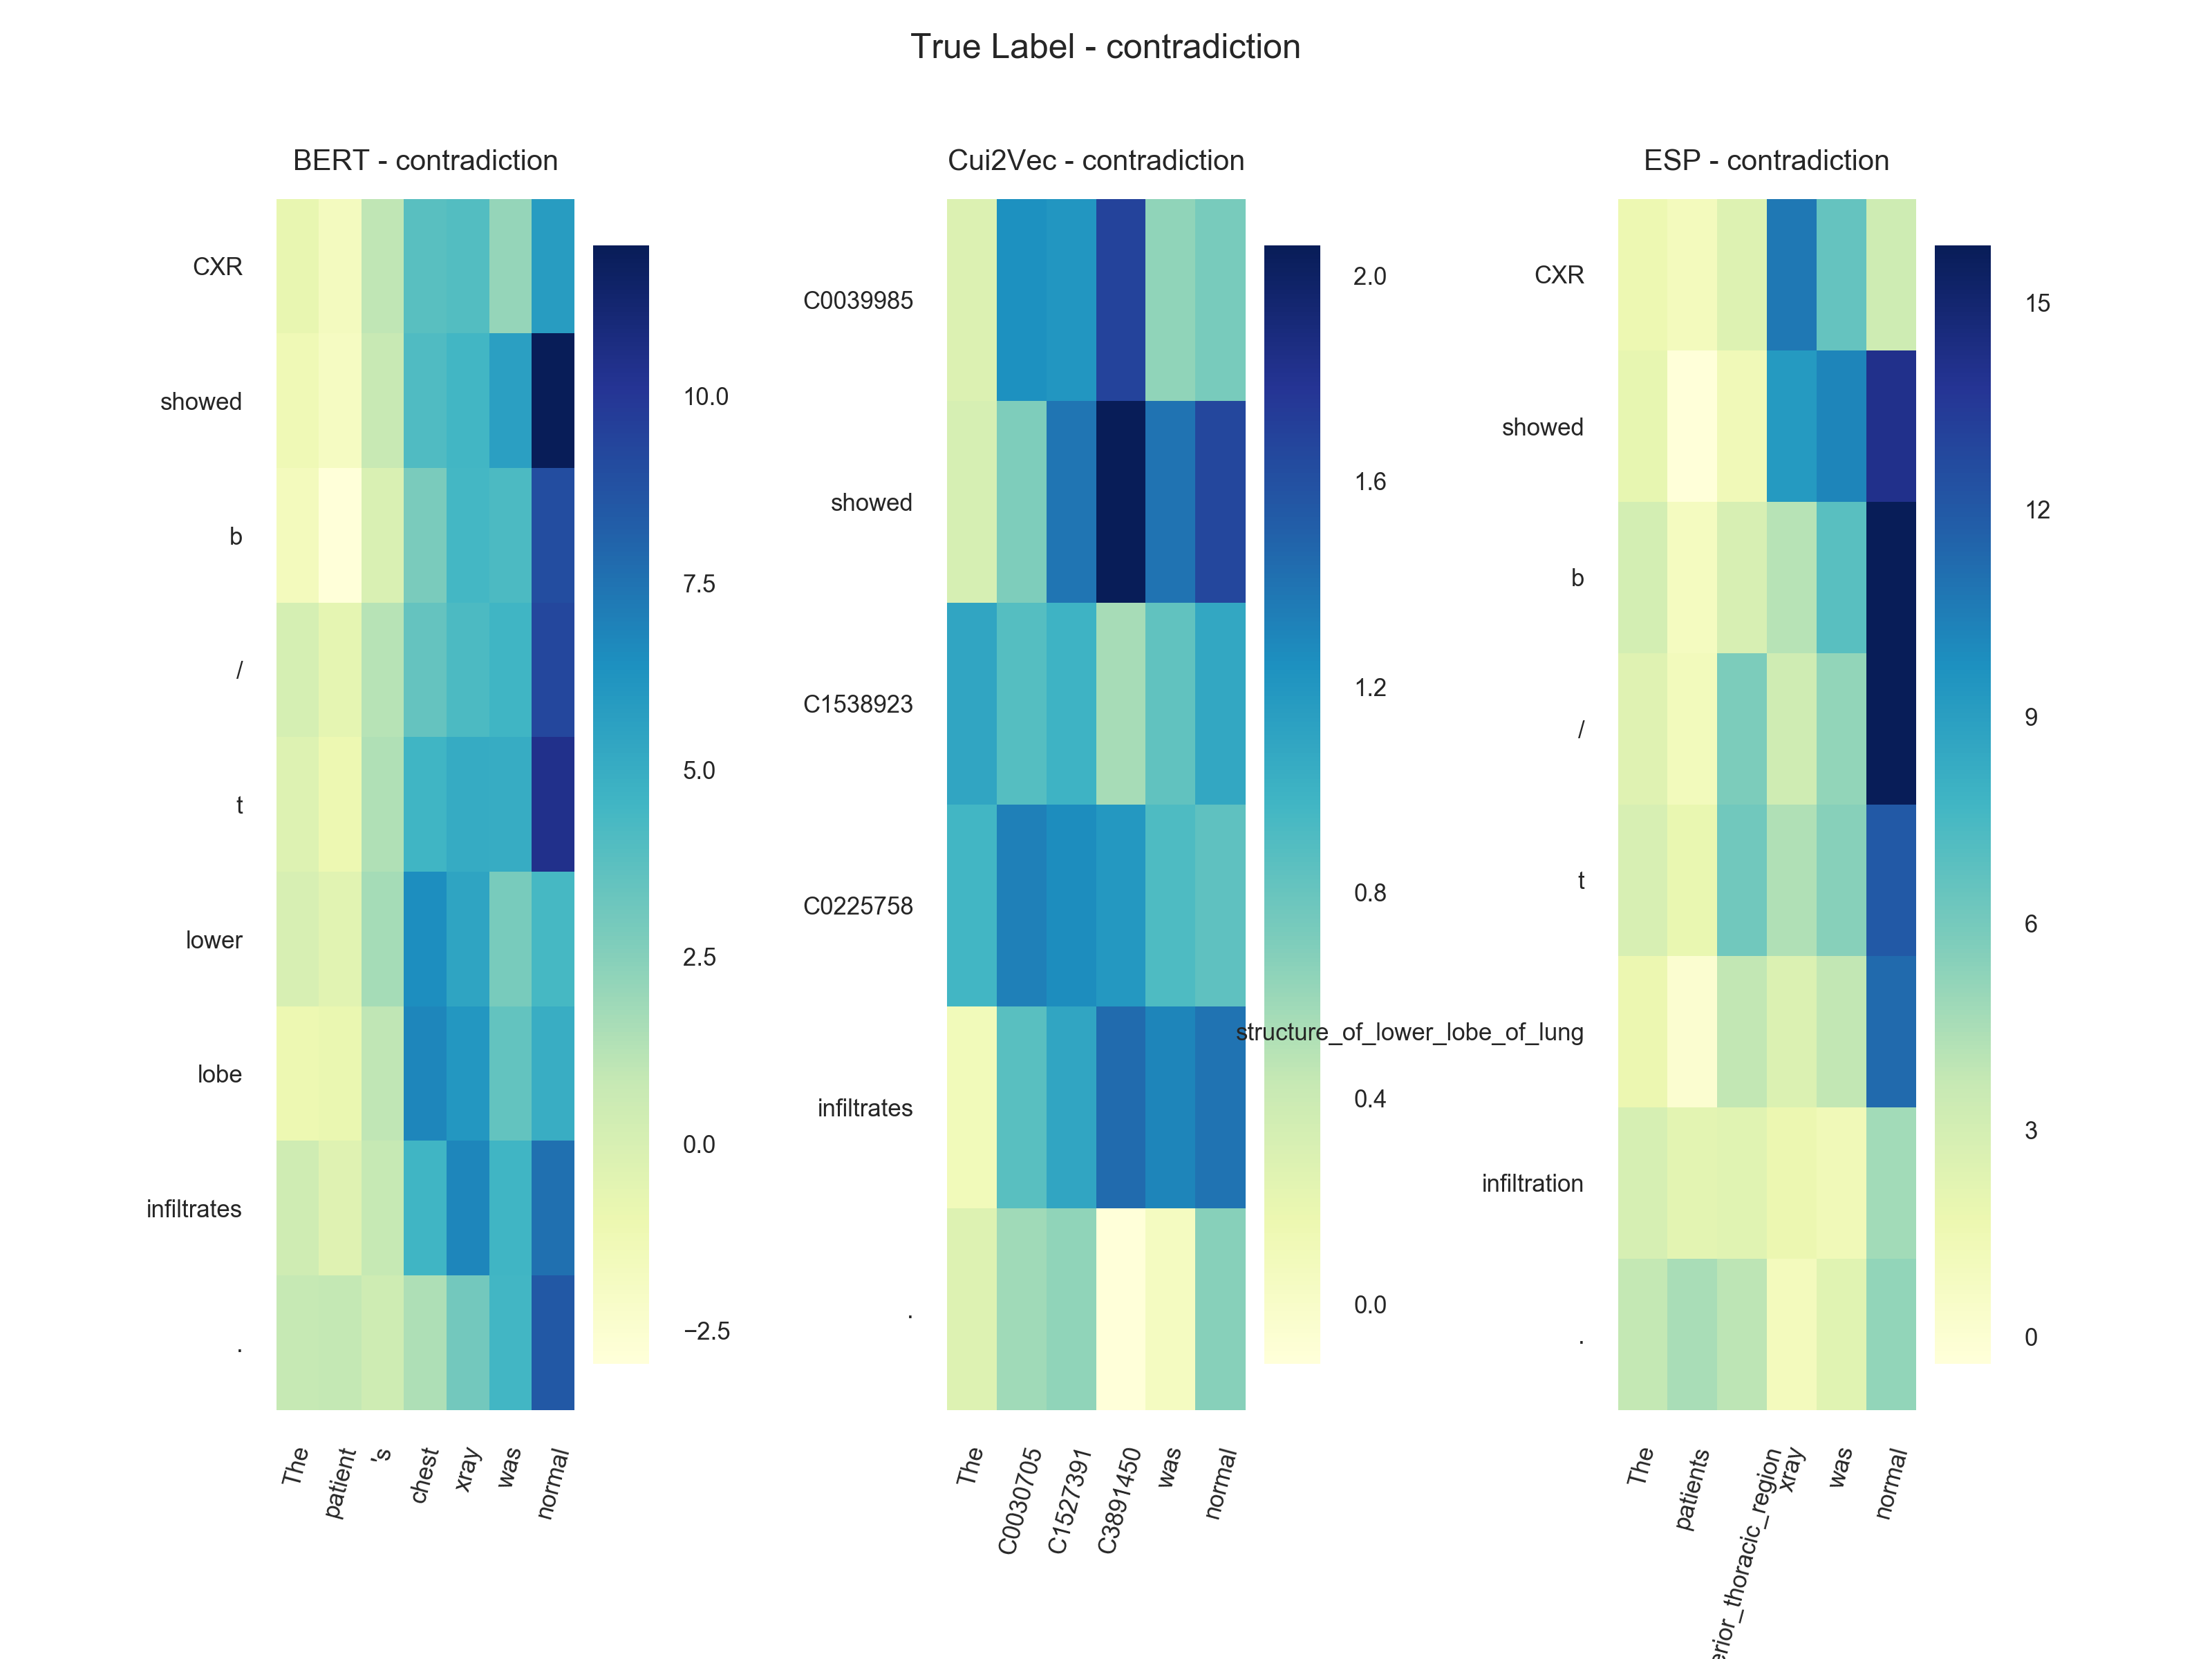 True Label - contradiction
BERT - contradiction
CXR
showed
b
/
t
lower
lobe
infiltrates
.
The
patient
's
chest
xray
was
normal
10.0
7.5
5.0
2.5
0.0
−2.5
Cui2Vec - contradiction
C0039985
showed
C1538923
C0225758
infiltrates
.
The
C0030705
C1527391
C3891450
was
normal
2.0
1.6
1.2
0.8
0.4
0.0
ESP - contradiction
CXR
showed
b
/
t
structure_of_lower_lobe_of_lung
infiltration
.
The
patients
erior_thoracic_region
xray
was
normal
15
12
9
6
3
0